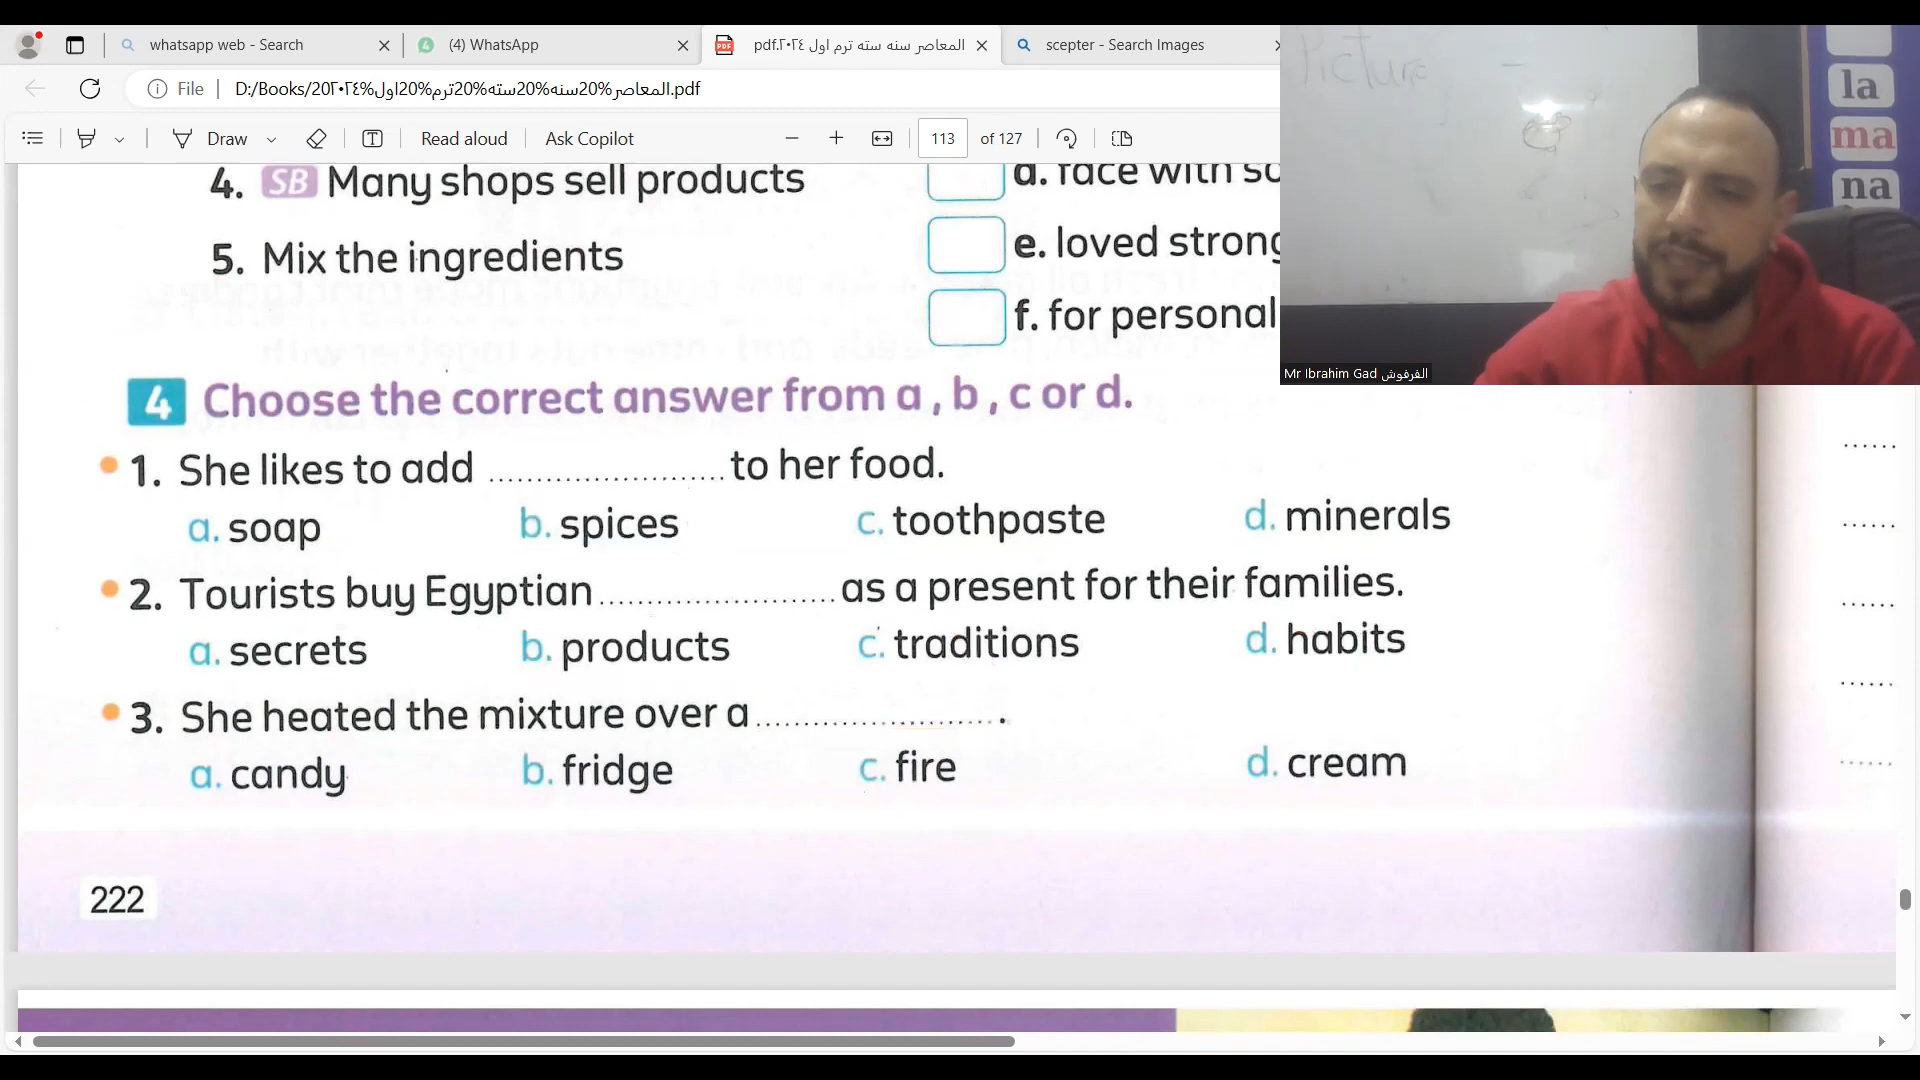 whatsapp web - Search
(4) WhatsApp
المعاصر سنه سته ترم اول ٢٠٢٤.pdf
scepter - Search Images
File
D:/Books/20المعاصر%20سنه%20سته%20ترم%20اول%٢٠٢٤.pdf
Draw
Read aloud
Ask Copilot
113 of 127
4. SB Many shops sell products
d. face with so
5. Mix the ingredients
e. loved strong
f. for personal
4 Choose the correct answer from a , b , c or d.
1. She likes to add ........................ to her food.
a. soap b. spices c. toothpaste d. minerals
2. Tourists buy Egyptian ........................ as a present for their families.
a. secrets b. products c. traditions d. habits
3. She heated the mixture over a ........................ .
a. candy b. fridge c. fire d. cream
222
Picture
la
ma
na
Mr Ibrahim Gad الفرفوش